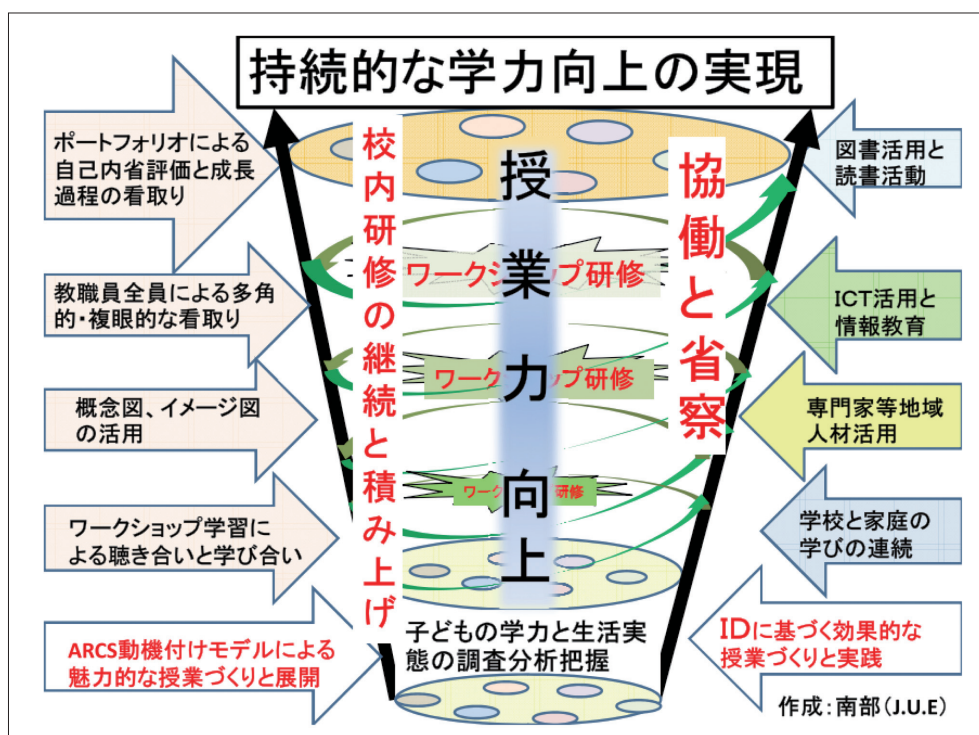 持続的な学力向上の実現
ポートフォリオによる
自己内省評価と成長
過程の看取り
教職員全員による多角
的・複眼的な看取り
概念図、イメージ図
の活用
ワークショップ学習に
よる聴き合いと学び合い
ARCS動機付けモデルによる
魅力的な授業づくりと展開
校内研修の継続と積み上げ
授業力向上
協働と省察
ワークショップ研修
ワークショップ研修
ワークショップ研修
子どもの学力と生活実
態の調査分析把握
図書活用と
読書活動
ICT活用と
情報教育
専門家等地域
人材活用
学校と家庭の
学びの連続
IDに基づく効果的な
授業づくりと実践
作成:南部(J.U.E)